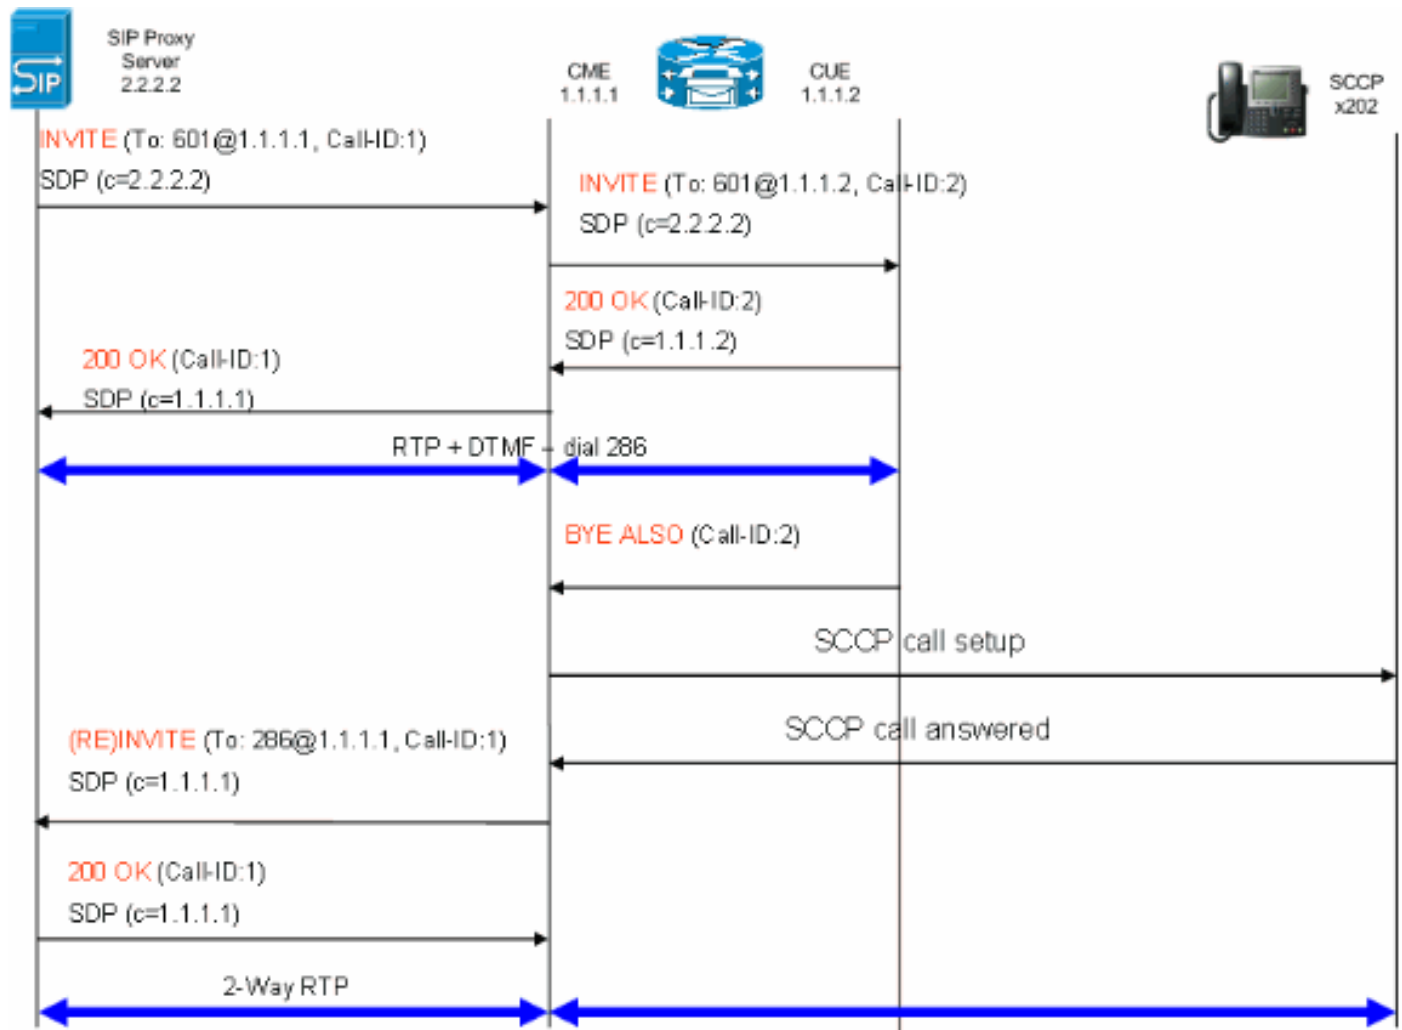 SIP Proxy
Server
2.2.2.2
SIP
CME
1.1.1.1
CUE
1.1.1.2
SCCP
x202
INVITE (To: 601@1.1.1.1, Call-ID:1)
SDP (c=2.2.2.2)
INVITE (To: 601@1.1.1.2, Call-ID:2)
SDP (c=2.2.2.2)
200 OK (Call-ID:2)
SDP (c=1.1.1.2)
200 OK (Call-ID:1)
SDP (c=1.1.1.1)
RTP + DTMF – dial 286
BYE ALSO (Call-ID:2)
SCCP call setup
SCCP call answered
(RE)INVITE (To: 286@1.1.1.1, Call-ID:1)
SDP (c=1.1.1.1)
200 OK (Call-ID:1)
SDP (c=1.1.1.1)
2-Way RTP